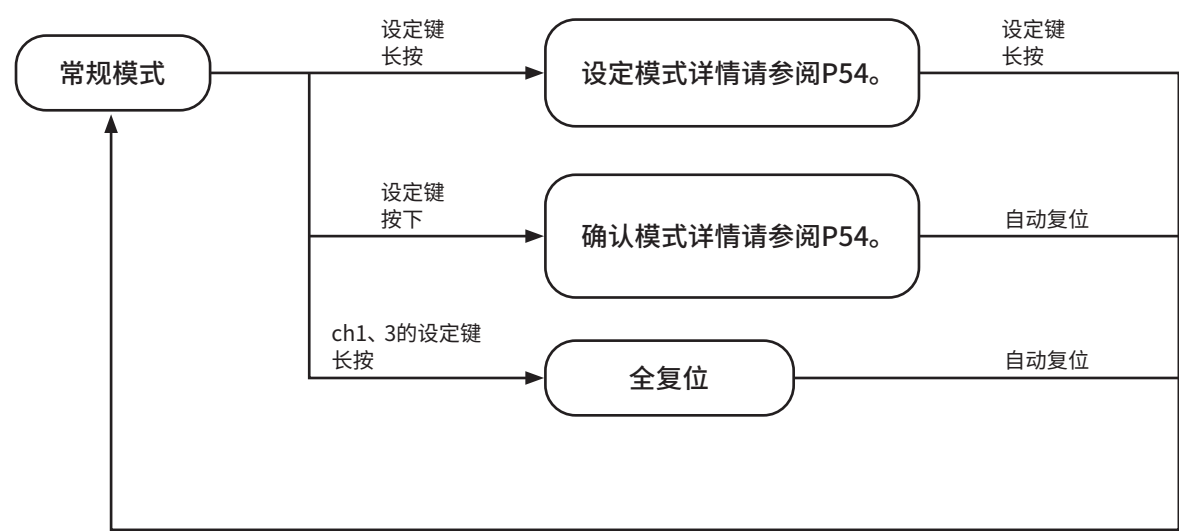 常规模式
设定键
长按
设定模式详情请参阅P54。
设定键
长按
设定键
按下
确认模式详情请参阅P54。
自动复位
ch1、3的设定键
长按
全复位
自动复位